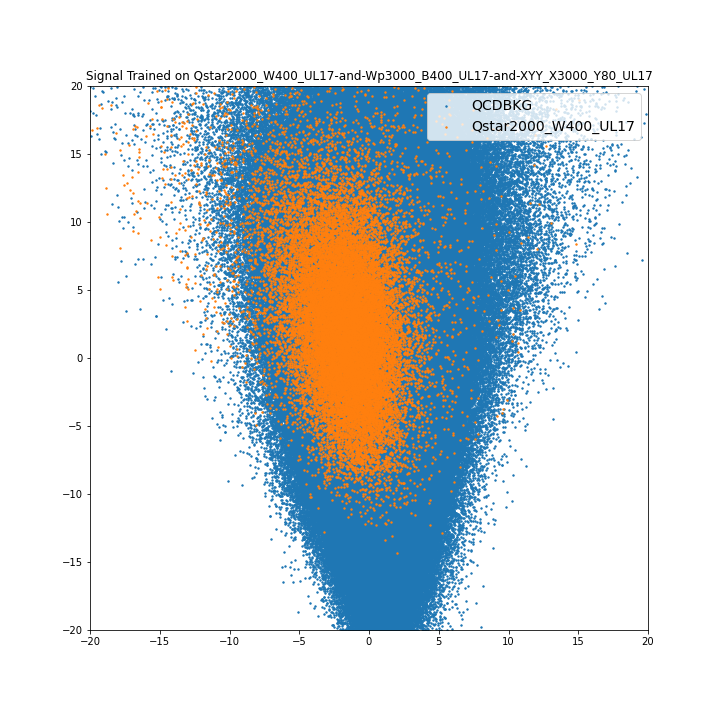 Signal Trained on Qstar2000_W400_UL17-and-Wp3000_B400_UL17-and-XYY_X3000_Y80_UL17
20
15
10
5
0
−5
−10
−15
−20
QCDBKG
Qstar2000_W400_UL17
−20 −15 −10 −5 0 5 10 15 20